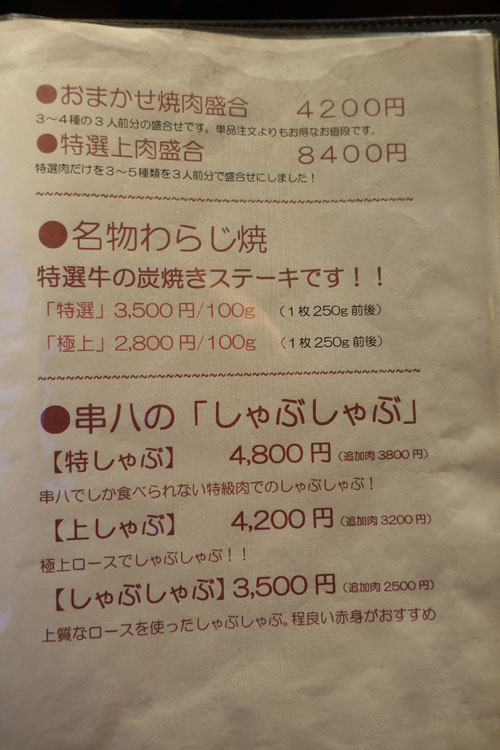 ●おまかせ焼肉盛合 4200円
3〜4種の3人前分の盛合せです。単品注文よりもお得なお値段です。
●特選上肉盛合 8400円
特選肉だけを3〜5種類を3人前分で盛合せにしました！
●名物わらじ焼
特選牛の炭焼きステーキです！！
「特選」3,500円/100g （1枚250g前後）
「極上」2,800円/100g （1枚250g前後）
●串八の「しゃぶしゃぶ」
【特しゃぶ】 4,800円（追加肉3800円）
串八でしか食べられない特級肉でのしゃぶしゃぶ！
【上しゃぶ】 4,200円（追加肉3200円）
極上ロースでしゃぶしゃぶ！！
【しゃぶしゃぶ】3,500円（追加肉2500円）
上質なロースを使ったしゃぶしゃぶ。程良い赤身がおすすめ